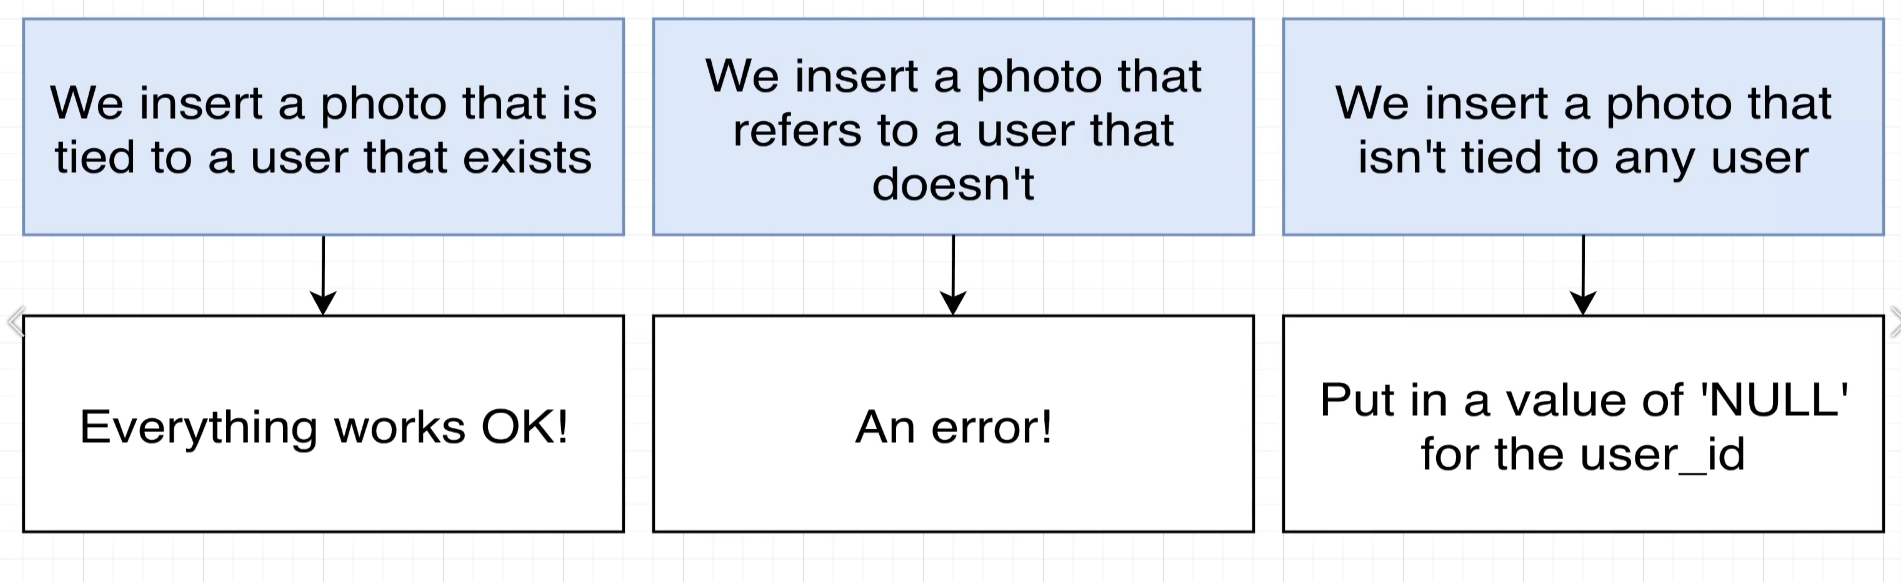 We insert a photo that is
tied to a user that exists
We insert a photo that
refers to a user that
doesn't
We insert a photo that
isn't tied to any user
Everything works OK!
An error!
Put in a value of 'NULL'
for the user_id